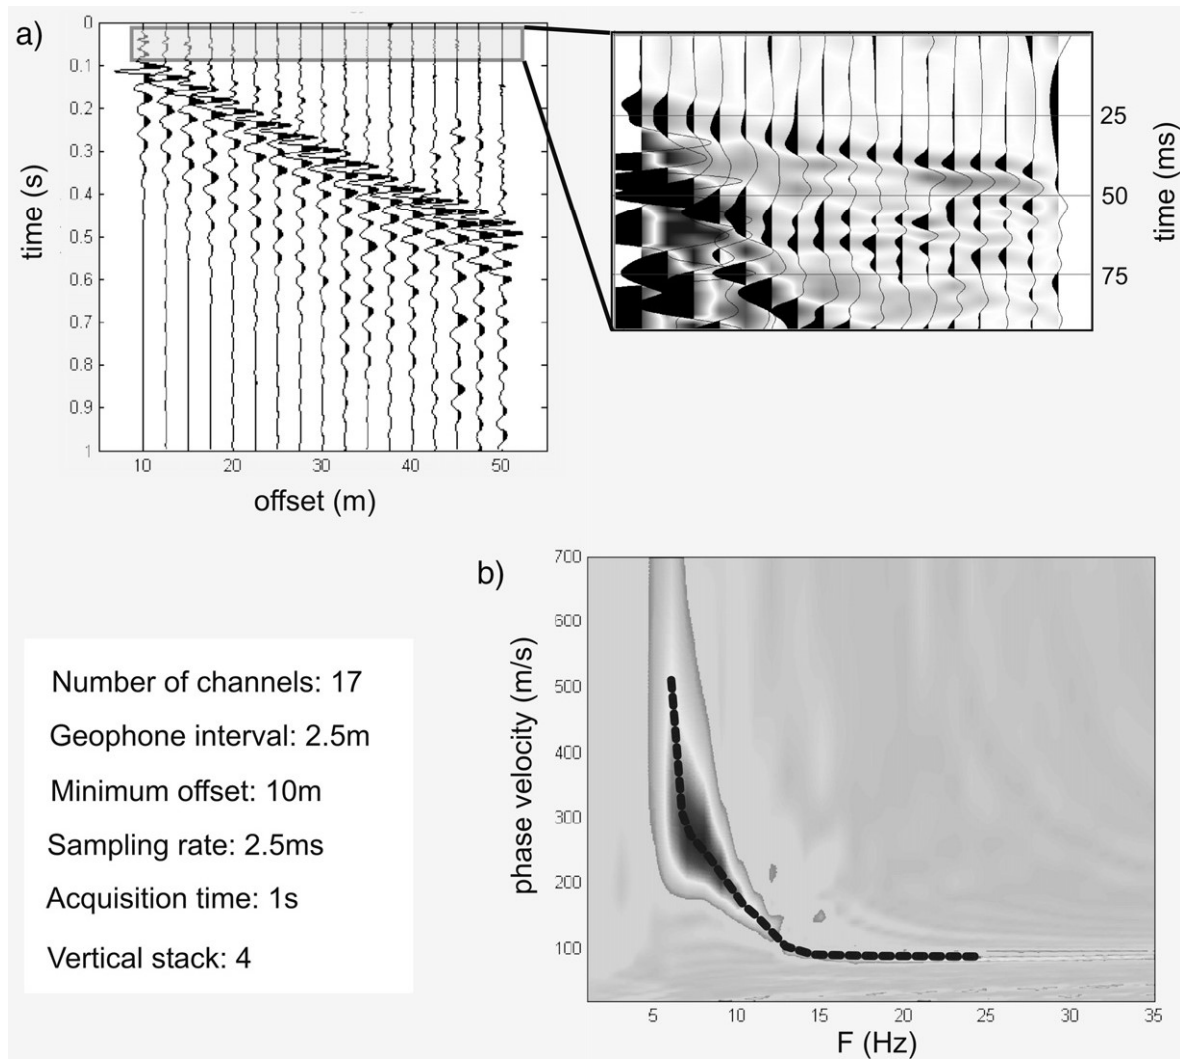 a)
0
0.1
0.2
0.3
0.4
0.5
0.6
0.7
0.8
0.9
1
time (s)
10
20
30
40
50
offset (m)
25
50
75
time (ms)
b)
700
600
500
400
300
200
100
phase velocity (m/s)
5
10
15
20
25
30
35
F (Hz)
Number of channels: 17
Geophone interval: 2.5m
Minimum offset: 10m
Sampling rate: 2.5ms
Acquisition time: 1s
Vertical stack: 4